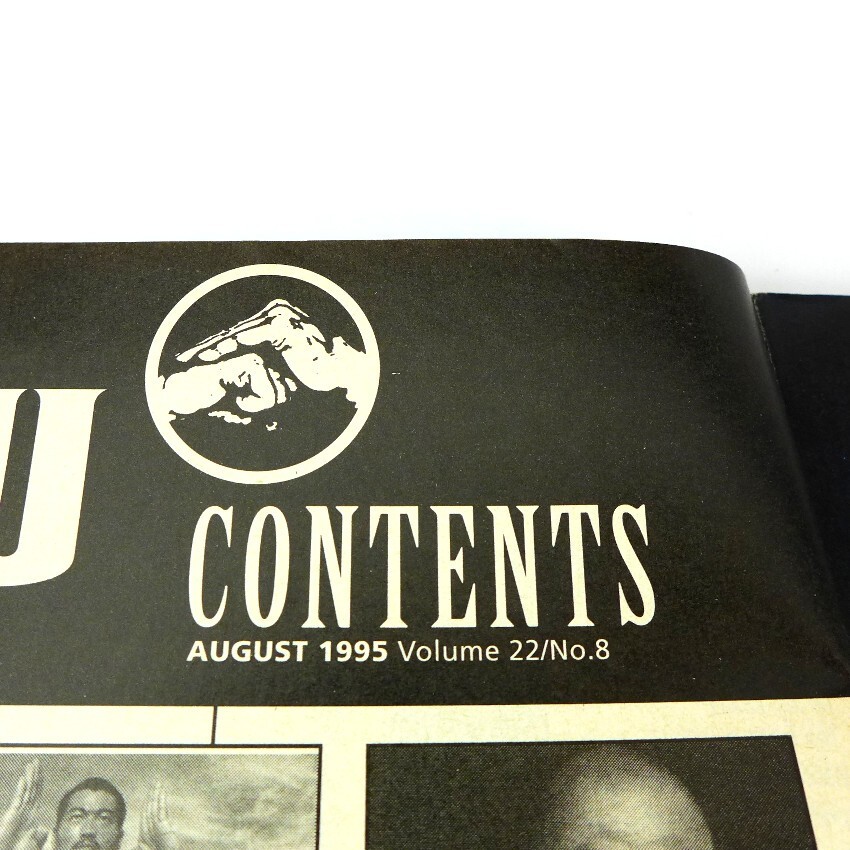 U
CONTENTS
AUGUST 1995 Volume 22/No.8